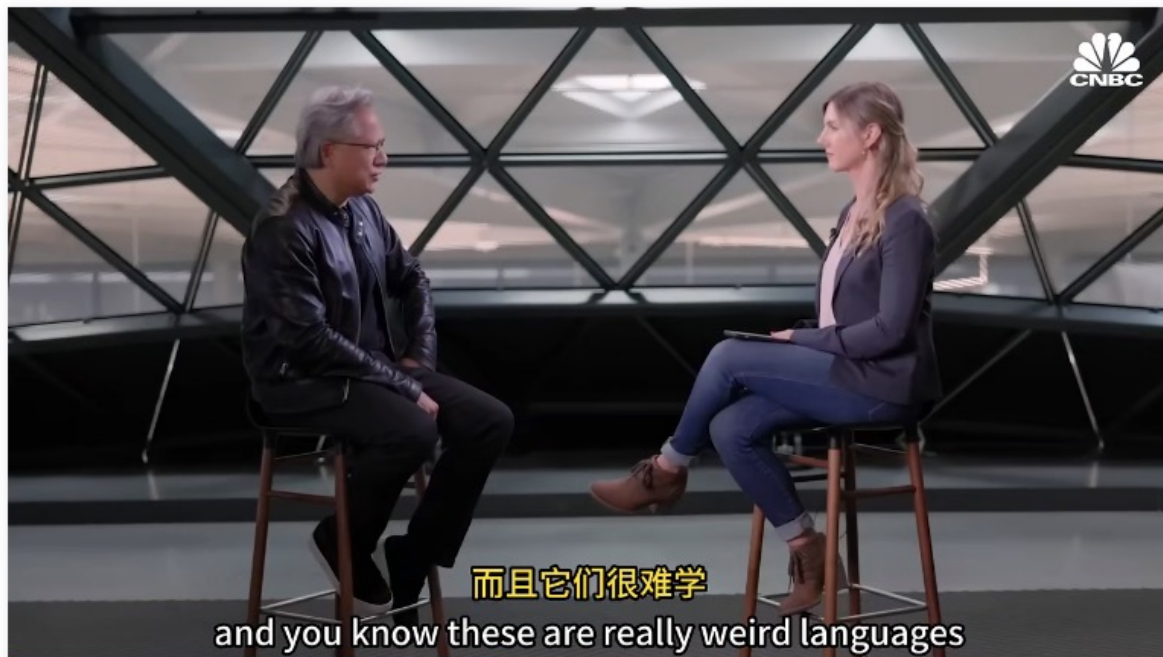 CNBC
而且它们很难学
and you know these are really weird languages